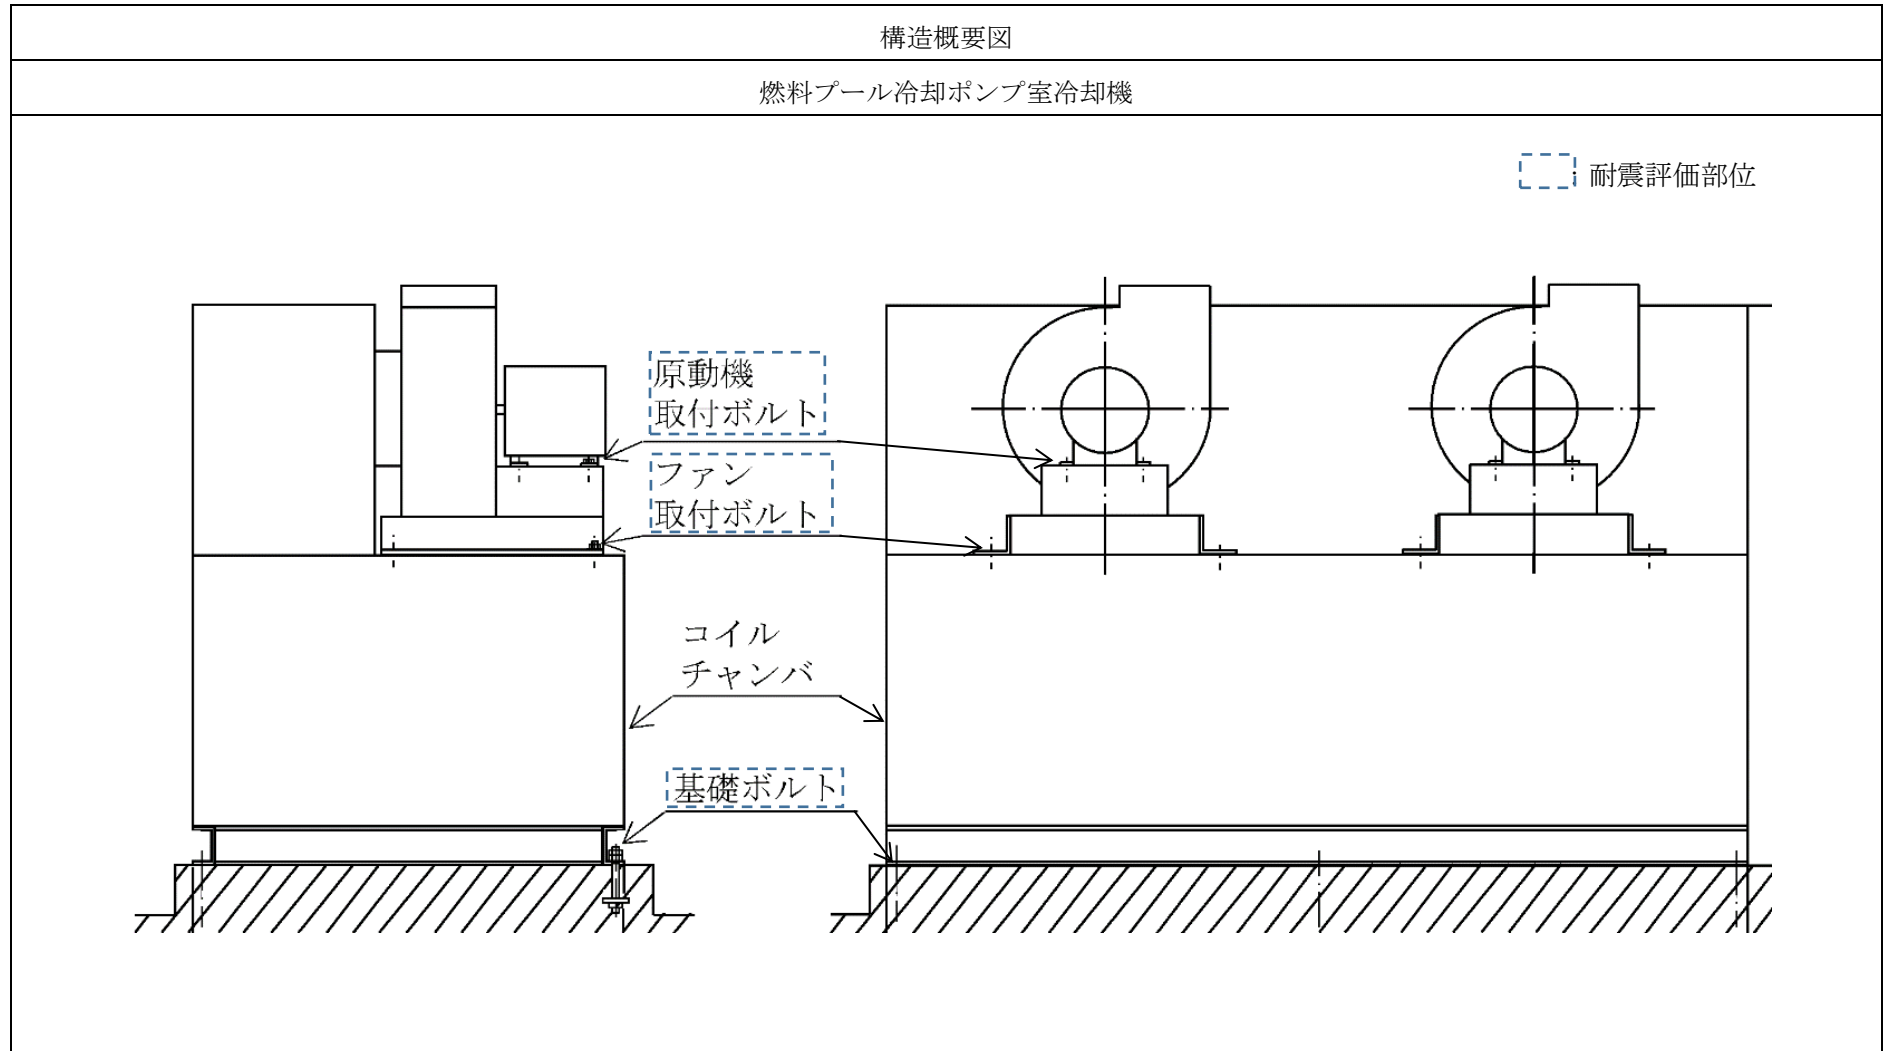 構造概要図
燃料プール冷却ポンプ室冷却機
：耐震評価部位
原動機
取付ボルト
ファン
取付ボルト
コイル
チャンバ
基礎ボルト